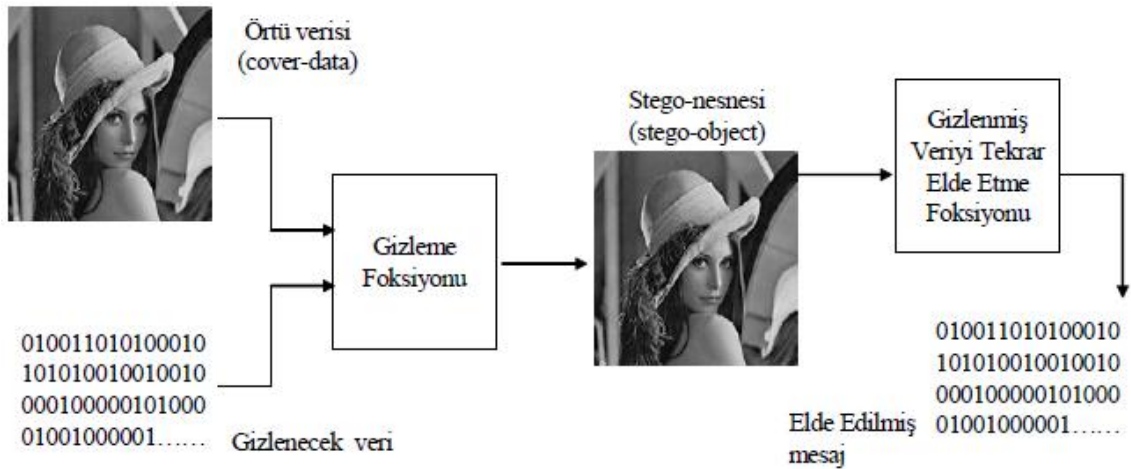 Örtü verisi
(cover-data)
Gizleme
Foksiyonu
Stego-nesnesi
(stego-object)
Gizlenmiş
Veriyi Tekrar
Elde Etme
Foksiyonu
010011010100010
101010010010010
000100000101000
01001000001……
Gizlenecek veri
010011010100010
101010010010010
000100000101000
01001000001……
Elde Edilmiş
mesaj